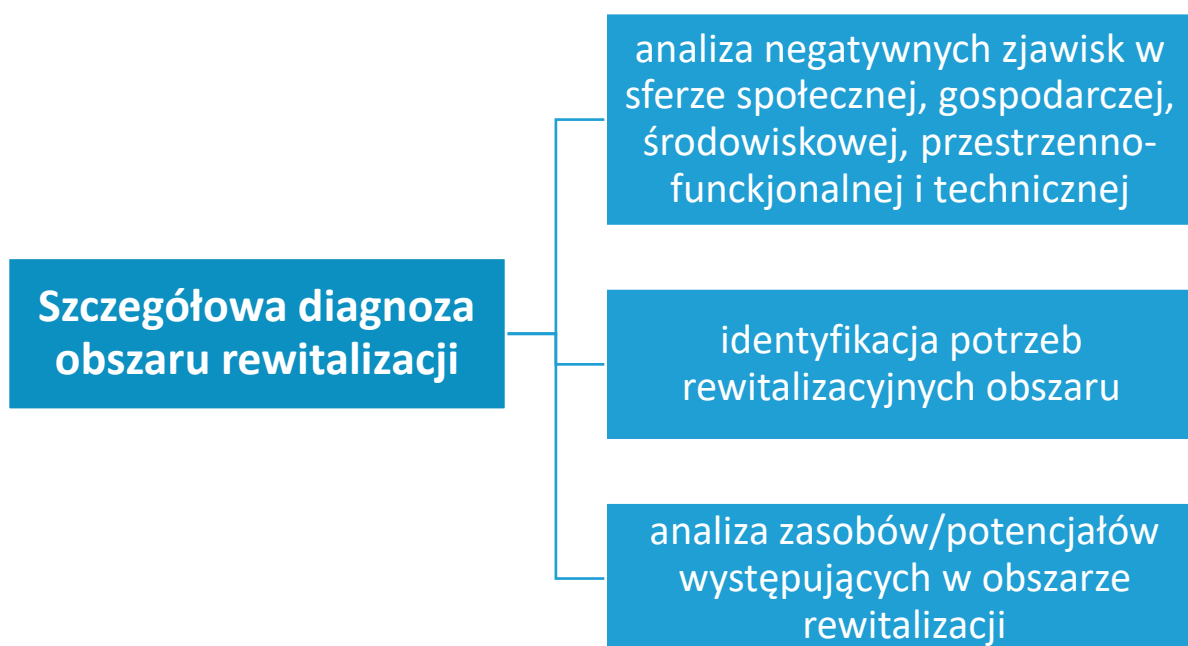 Szczegółowa diagnoza
obszaru rewitalizacji
analiza negatywnych zjawisk w
sferze społecznej, gospodarczej,
środowiskowej, przestrzenno-
funckjonalnej i technicznej
identyfikacja potrzeb
rewitalizacyjnych obszaru
analiza zasobów/potencjałów
występujących w obszarze
rewitalizacji